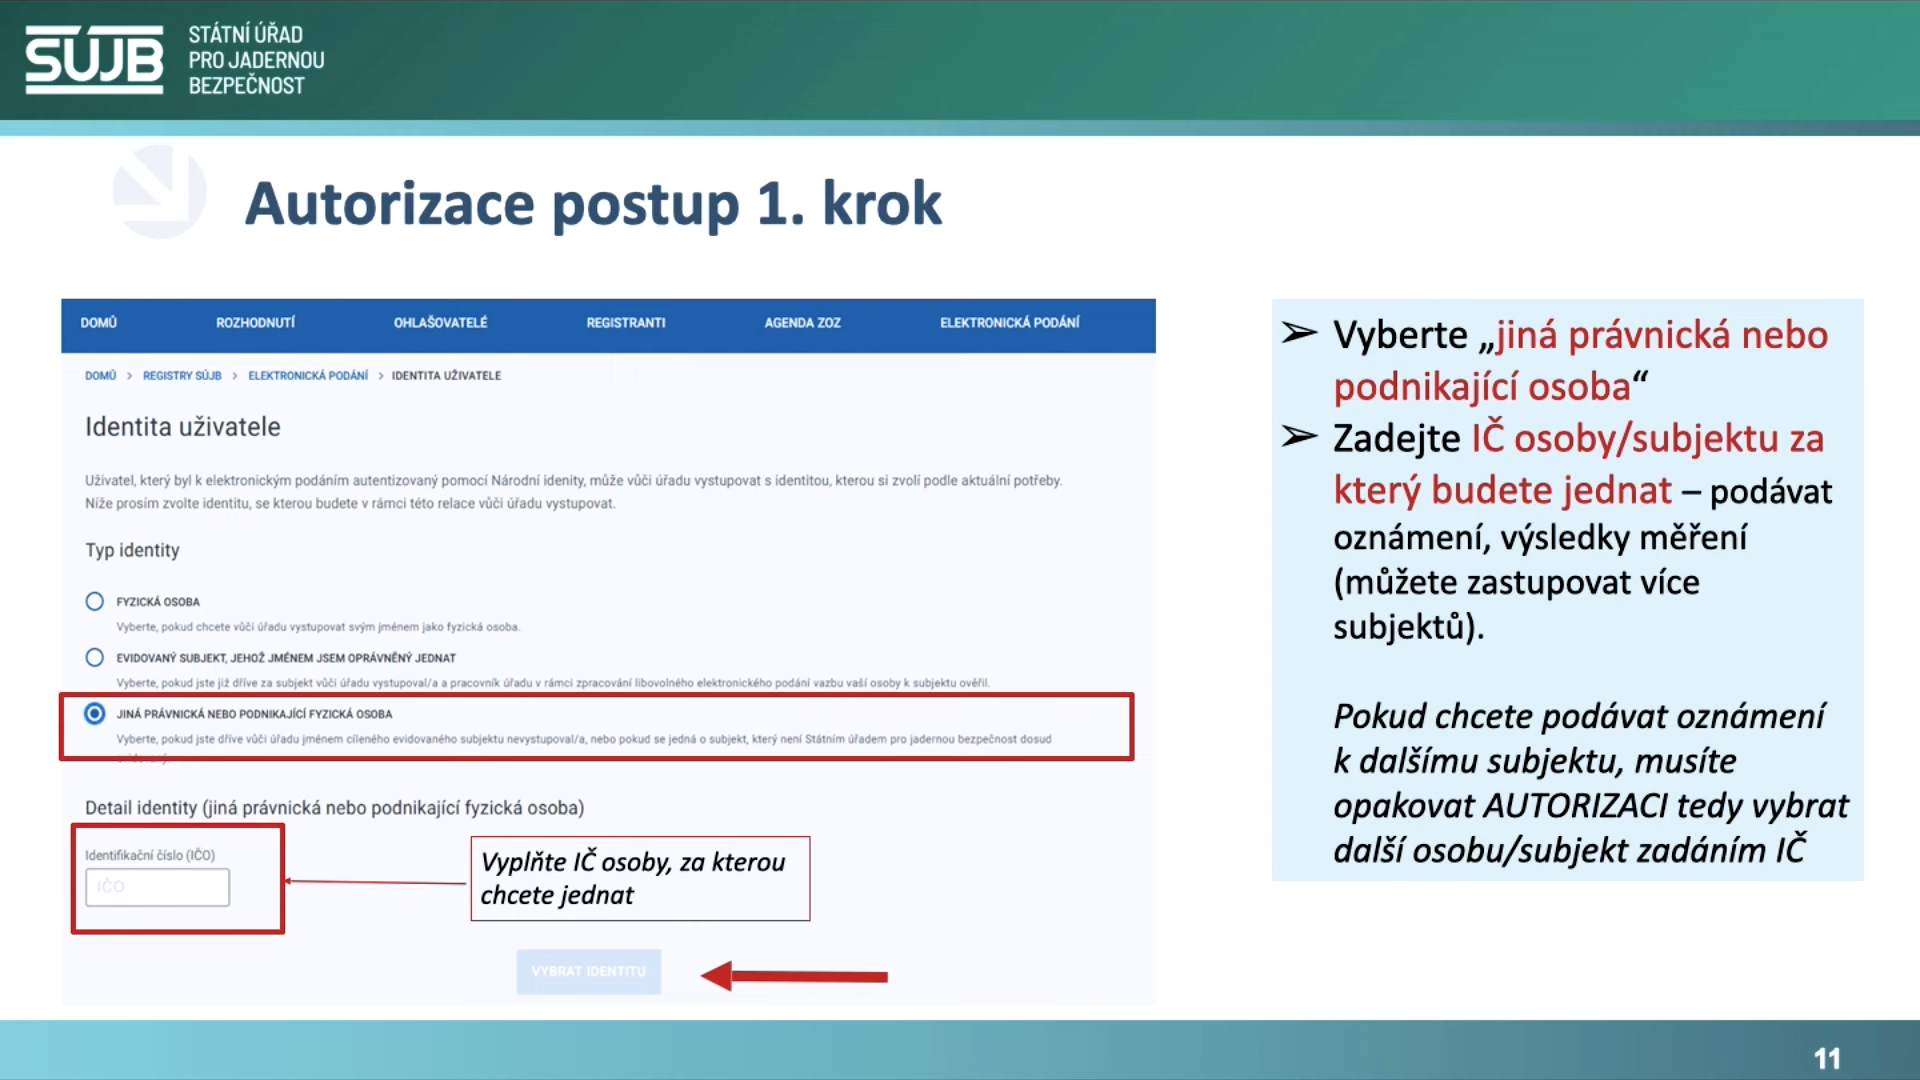 SÚJB
STÁTNÍ ÚŘAD
PRO JADERNOU
BEZPEČNOST
Autorizace postup 1. krok
DOMŮ ROZHODNUTÍ OHLAŠOVATELÉ REGISTRANTI AGENDA ZOZ ELEKTRONICKÁ PODÁNÍ
DOMŮ > REGISTRY SÚJB > ELEKTRONICKÁ PODÁNÍ > IDENTITA UŽIVATELE
Identita uživatele
Uživatel, který byl k elektronickým podáním autentizovaný pomocí Národní idenity, může vůči úřadu vystupovat s identitou, kterou si zvolí podle aktuální potřeby.
Níže prosím zvolte identitu, se kterou budete v rámci této relace vůči úřadu vystupovat.
Typ identity
FYZICKÁ OSOBA
Vyberte, pokud chcete vůči úřadu vystupovat svým jménem jako fyzická osoba.
EVIDOVANÝ SUBJEKT, JEHOŽ JMÉNEM JSEM OPRÁVNĚNÝ JEDNAT
Vyberte, pokud jste již dříve za subjekt vůči úřadu vystupoval/a a pracovník úřadu v rámci zpracování libovolného elektronického podání vazbu vaší osoby k subjektu ověřil.
JINÁ PRÁVNICKÁ NEBO PODNIKAJÍCÍ FYZICKÁ OSOBA
Vyberte, pokud jste dříve vůči úřadu jménem cíleného evidovaného subjektu nevystupoval/a, nebo pokud se jedná o subjekt, který není Státním úřadem pro jadernou bezpečnost dosud
Detail identity (jiná právnická nebo podnikající fyzická osoba)
Identifikační číslo (IČO)
IČO
Vyplňte IČ osoby, za kterou
chcete jednat
VYBRAT IDENTITU
➢ Vyberte „jiná právnická nebo
podnikající osoba“
➢ Zadejte IČ osoby/subjektu za
který budete jednat – podávat
oznámení, výsledky měření
(můžete zastupovat více
subjektů).
Pokud chcete podávat oznámení
k dalšímu subjektu, musíte
opakovat AUTORIZACI tedy vybrat
další osobu/subjekt zadáním IČ
11